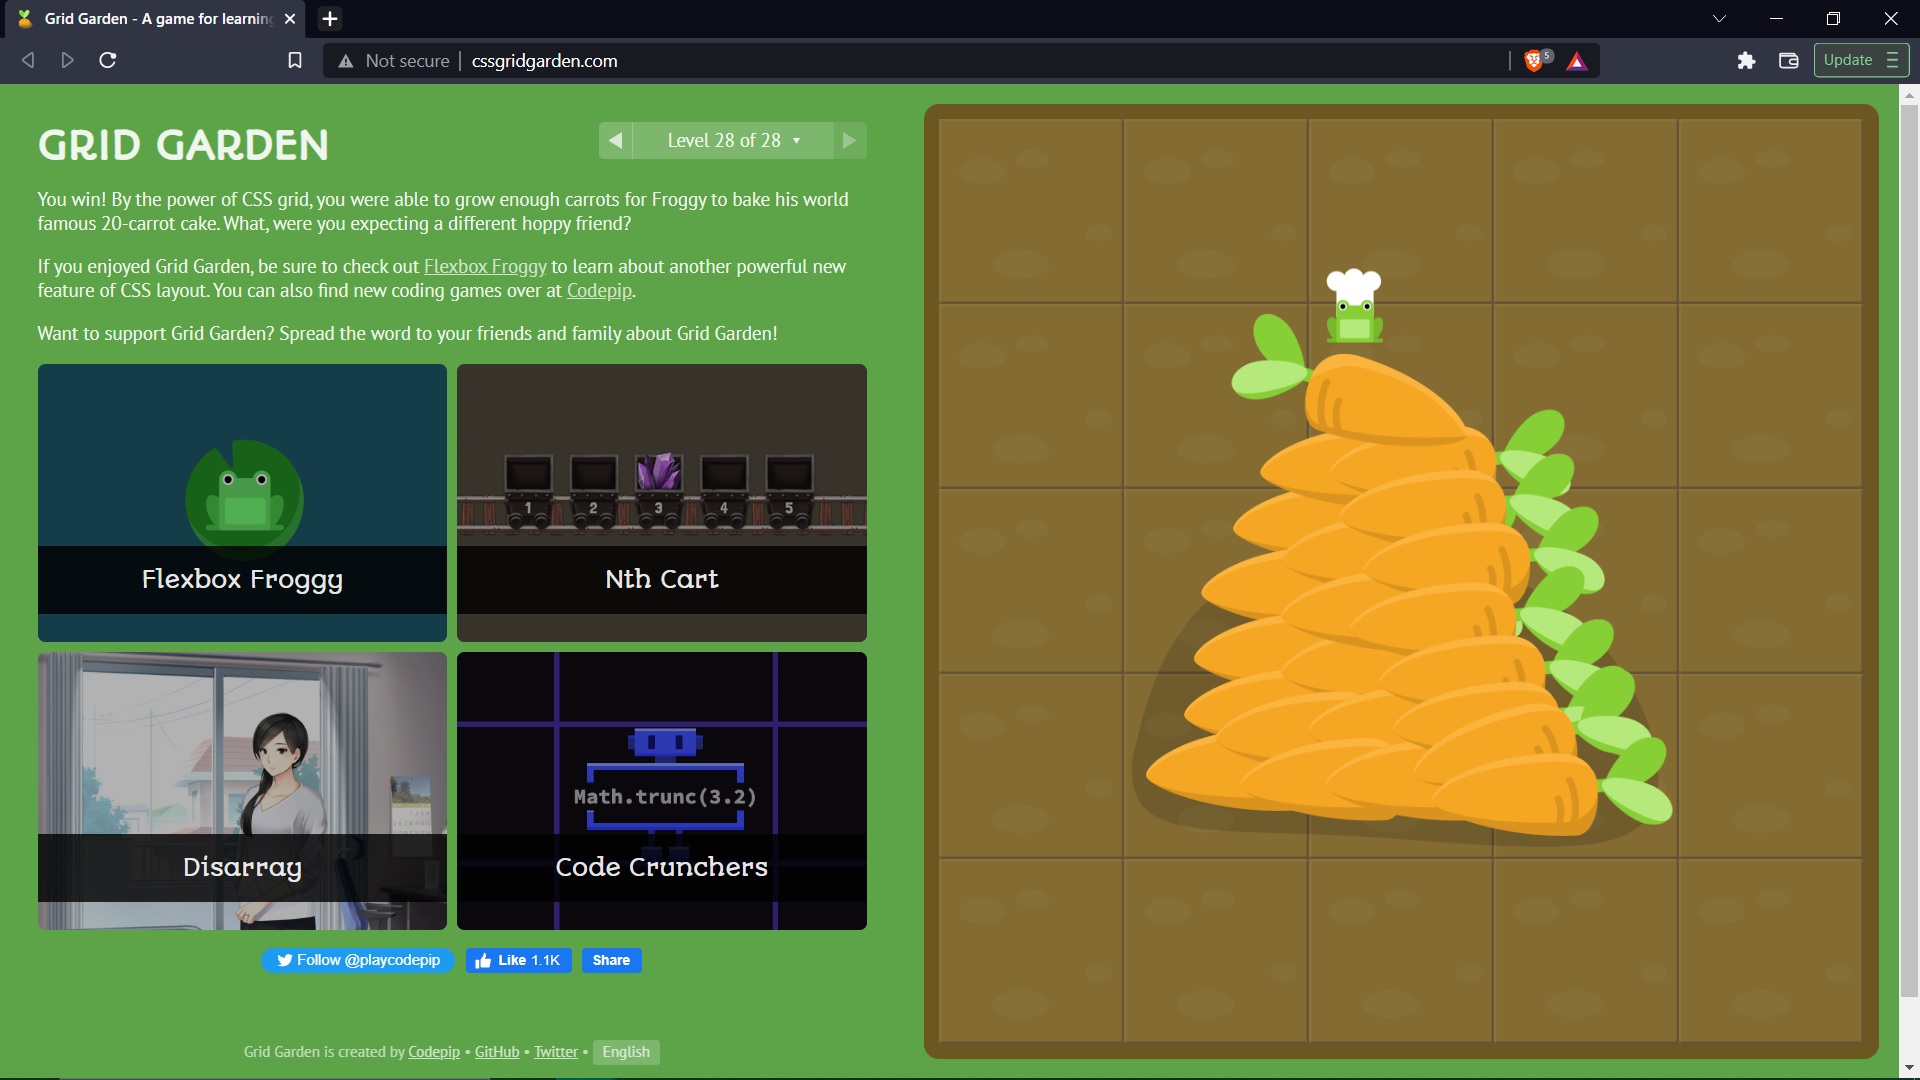 Grid Garden - A game for learnin
Not secure
cssgridgarden.com
5
Update
GRID GARDEN
Level 28 of 28
You win! By the power of CSS grid, you were able to grow enough carrots for Froggy to bake his world
famous 20-carrot cake. What, were you expecting a different hoppy friend?
If you enjoyed Grid Garden, be sure to check out Flexbox Froggy to learn about another powerful new
feature of CSS layout. You can also find new coding games over at Codepip.
Want to support Grid Garden? Spread the word to your friends and family about Grid Garden!
Flexbox Froggy
1 2 3 4 5
Nth Cart
Disarray
Math.trunc(3.2)
Code Crunchers
Follow @playcodepip
Like 1.1K
Share
Grid Garden is created by Codepip • GitHub • Twitter • English